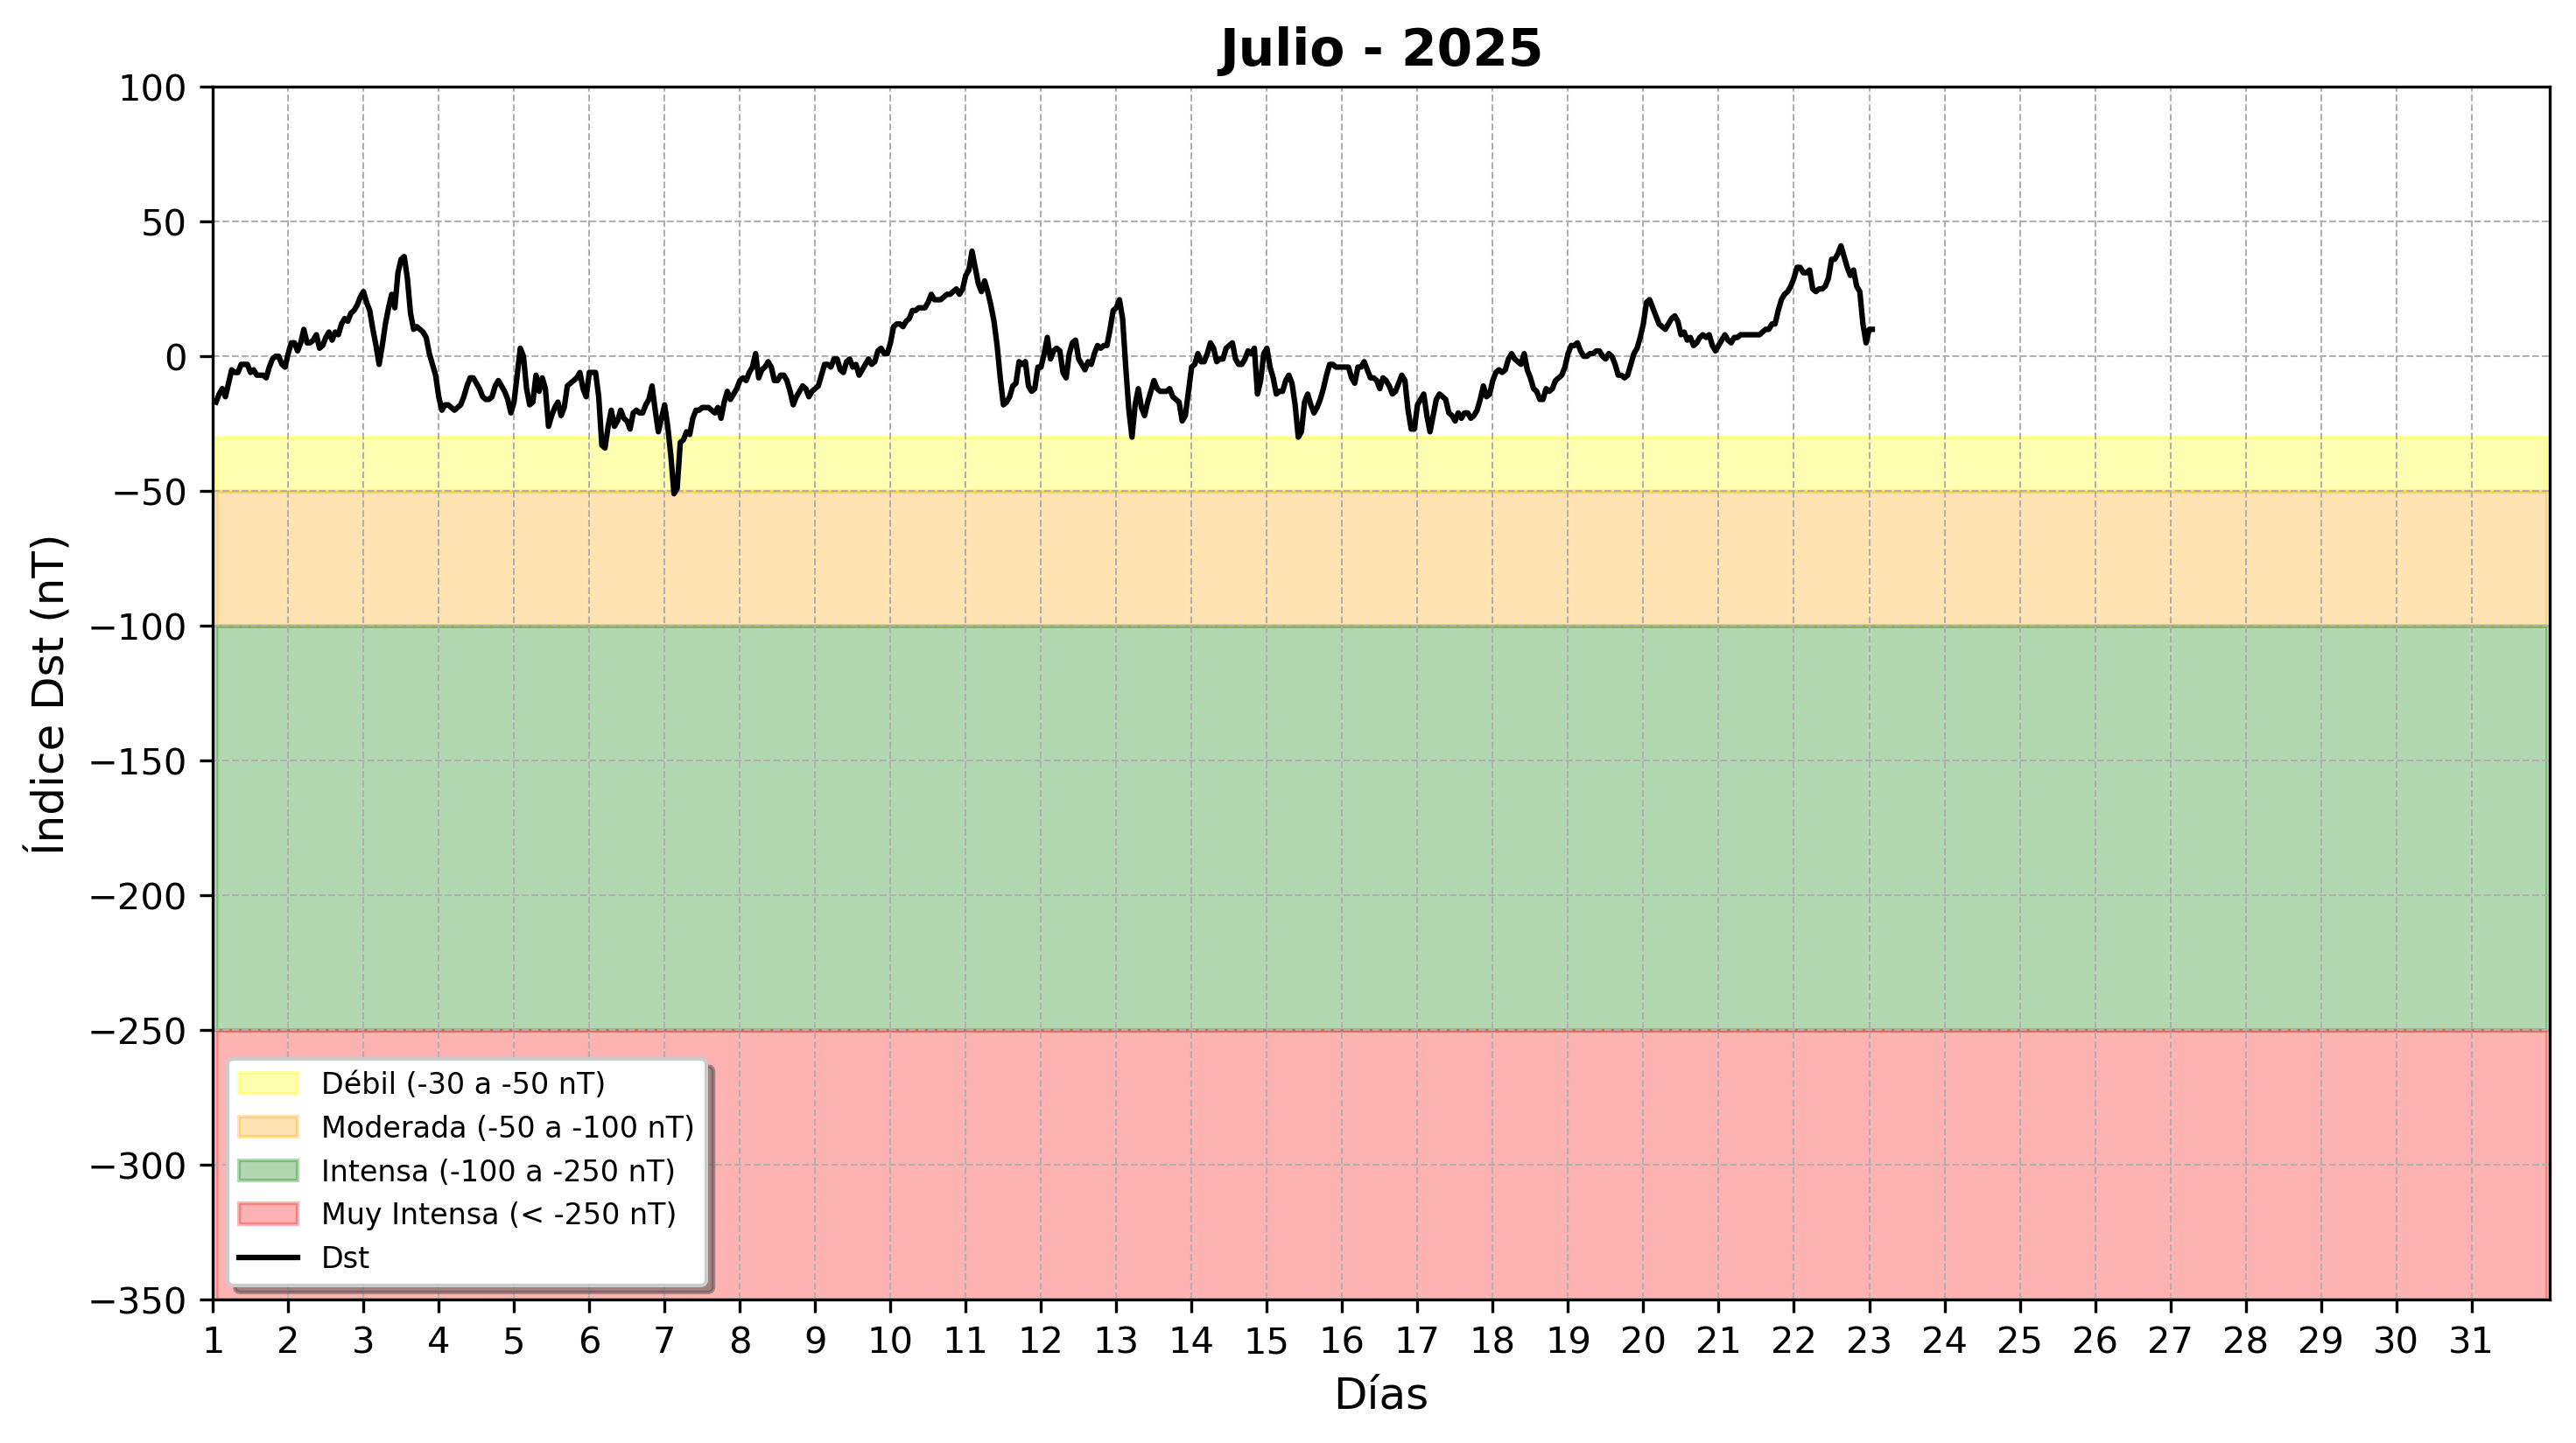 Julio - 2025
100
50
0
−50
−100
−150
−200
−250
−300
−350
Índice Dst (nT)
Débil (-30 a -50 nT)
Moderada (-50 a -100 nT)
Intensa (-100 a -250 nT)
Muy Intensa (< -250 nT)
Dst
1 2 3 4 5 6 7 8 9 10 11 12 13 14 15 16 17 18 19 20 21 22 23 24 25 26 27 28 29 30 31
Días